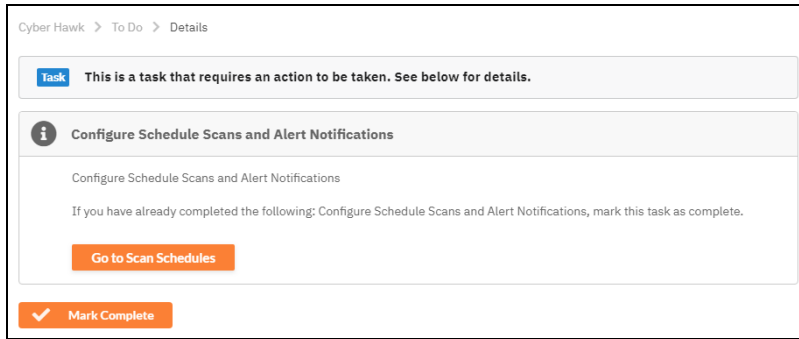 Cyber Hawk > To Do > Details
Task This is a task that requires an action to be taken. See below for details.
Configure Schedule Scans and Alert Notifications
Configure Schedule Scans and Alert Notifications
If you have already completed the following: Configure Schedule Scans and Alert Notifications, mark this task as complete.
Go to Scan Schedules
Mark Complete